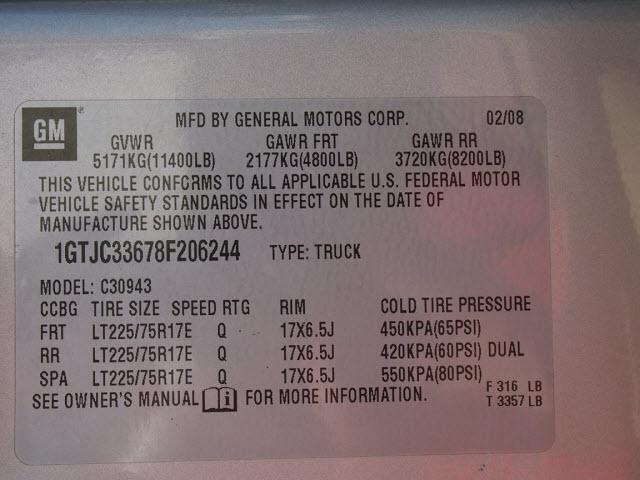 GM MFD BY GENERAL MOTORS CORP. 02/08
GVWR GAWR FRT GAWR RR
5171KG(11400LB) 2177KG(4800LB) 3720KG(8200LB)
THIS VEHICLE CONFORMS TO ALL APPLICABLE U.S. FEDERAL MOTOR
VEHICLE SAFETY STANDARDS IN EFFECT ON THE DATE OF
MANUFACTURE SHOWN ABOVE.
1GTJC33678F206244 TYPE: TRUCK
MODEL: C30943
CCBG TIRE SIZE SPEED RTG RIM COLD TIRE PRESSURE
FRT LT225/75R17E Q 17X6.5J 450KPA(65PSI)
RR LT225/75R17E Q 17X6.5J 420KPA(60PSI) DUAL
SPA LT225/75R17E Q 17X6.5J 550KPA(80PSI)
SEE OWNER'S MANUAL i FOR MORE INFORMATION.
F 316 LB
T 3357 LB